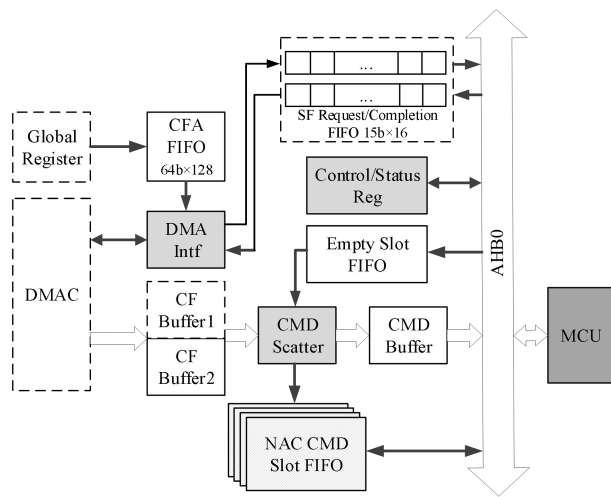 ...
...
SF Request/Completion
FIFO 15b×16
Global
Register
CFA
FIFO
64b×128
Control/Status
Reg
DMA
Intf
Empty Slot
FIFO
AHB0
DMAC
CF
Buffer1
CF
Buffer2
CMD
Scatter
CMD
Buffer
MCU
NAC CMD
Slot FIFO